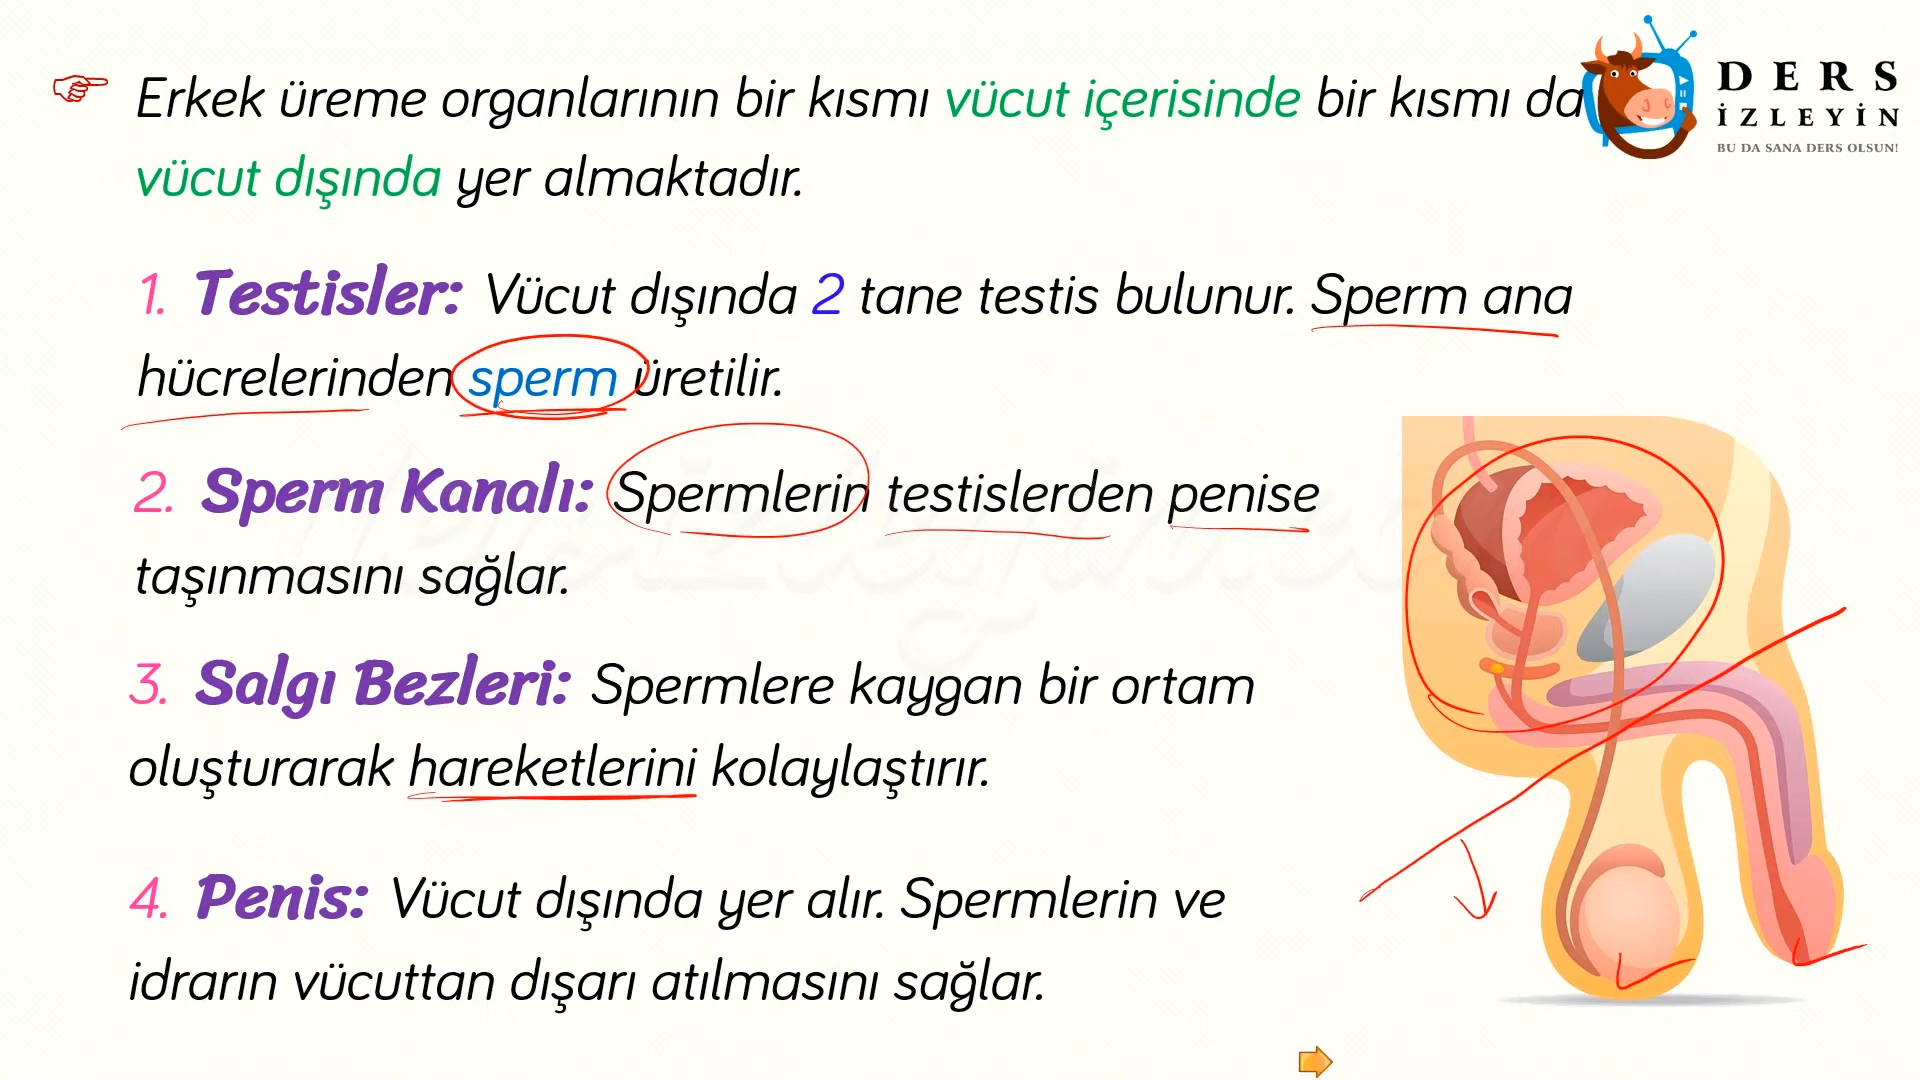 Erkek üreme organlarının bir kısmı vücut içerisinde bir kısmı da
vücut dışında yer almaktadır.
DERS
İZLEYİN
BU DA SANA DERS OLSUN!
1. Testisler: Vücut dışında 2 tane testis bulunur. Sperm ana
hücrelerinden sperm üretilir.
2. Sperm Kanalı: Spermlerin testislerden penise
taşınmasını sağlar.
3. Salgı Bezleri: Spermlere kaygan bir ortam
oluşturarak hareketlerini kolaylaştırır.
4. Penis: Vücut dışında yer alır. Spermlerin ve
idrarın vücuttan dışarı atılmasını sağlar.